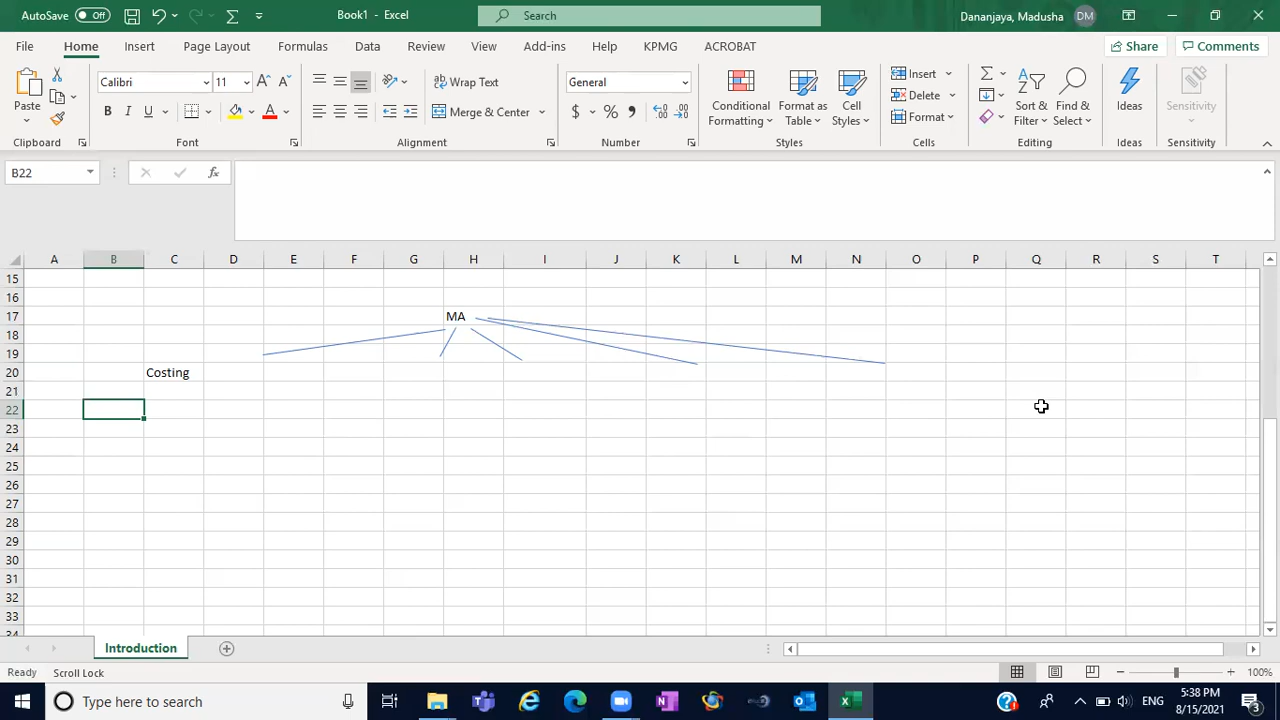 AutoSave Off Book1 - Excel Search Dananjaya, Madusha DM
File Home Insert Page Layout Formulas Data Review View Add-ins Help KPMG ACROBAT Share Comments
Calibri 11 Wrap Text General Insert
Paste Merge & Center Conditional Formatting Format as Table Cell Styles Delete Sort & Filter Find & Select Ideas Sensitivity
Format
Clipboard Font Alignment Number Styles Cells Editing Ideas Sensitivity
B22 fx
A B C D E F G H I J K L M N O P Q R S T
15
16
17 MA
18
19
20 Costing
21
22
23
24
25
26
27
28
29
30
31
32
33
34
Introduction
Ready Scroll Lock 100%
Type here to search ENG 5:38 PM
8/15/2021 3